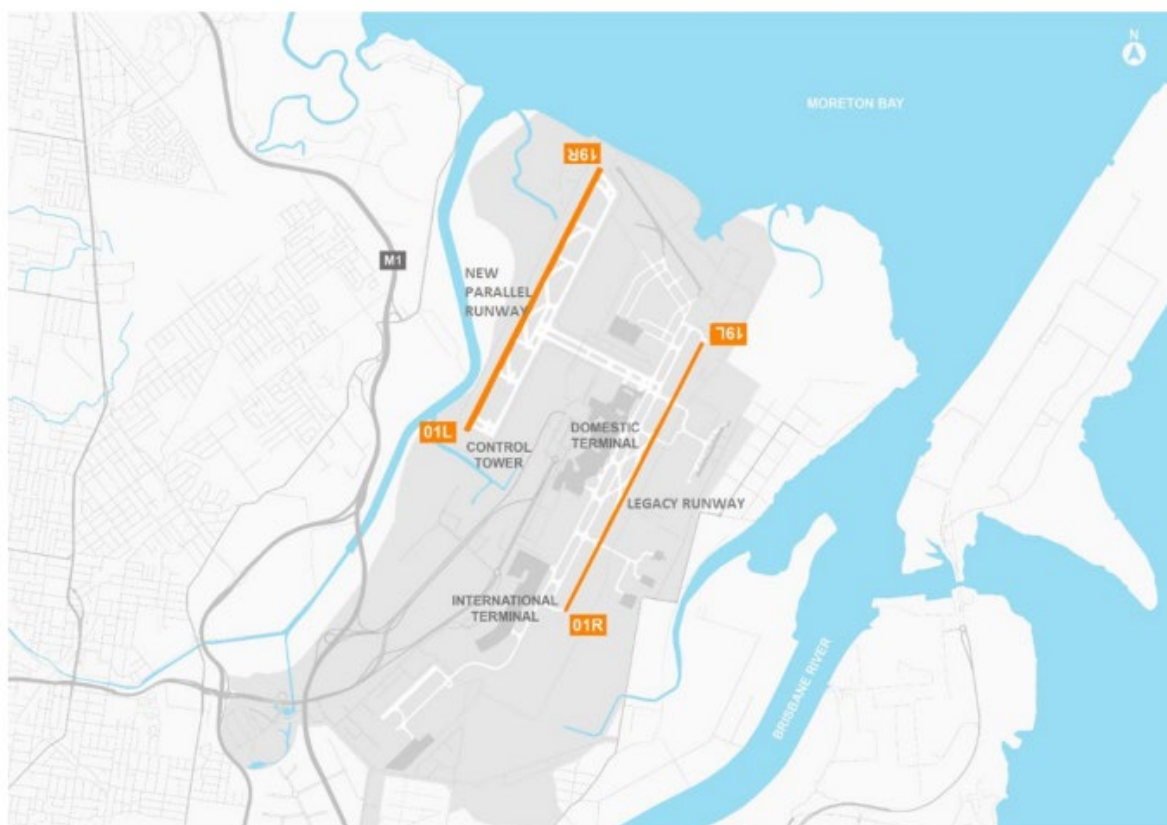 N
MORETON BAY
19R
M1
NEW
PARALLEL
RUNWAY
19L
01L
CONTROL
TOWER
DOMESTIC
TERMINAL
LEGACY RUNWAY
INTERNATIONAL
TERMINAL
01R
BRISBANE RIVER